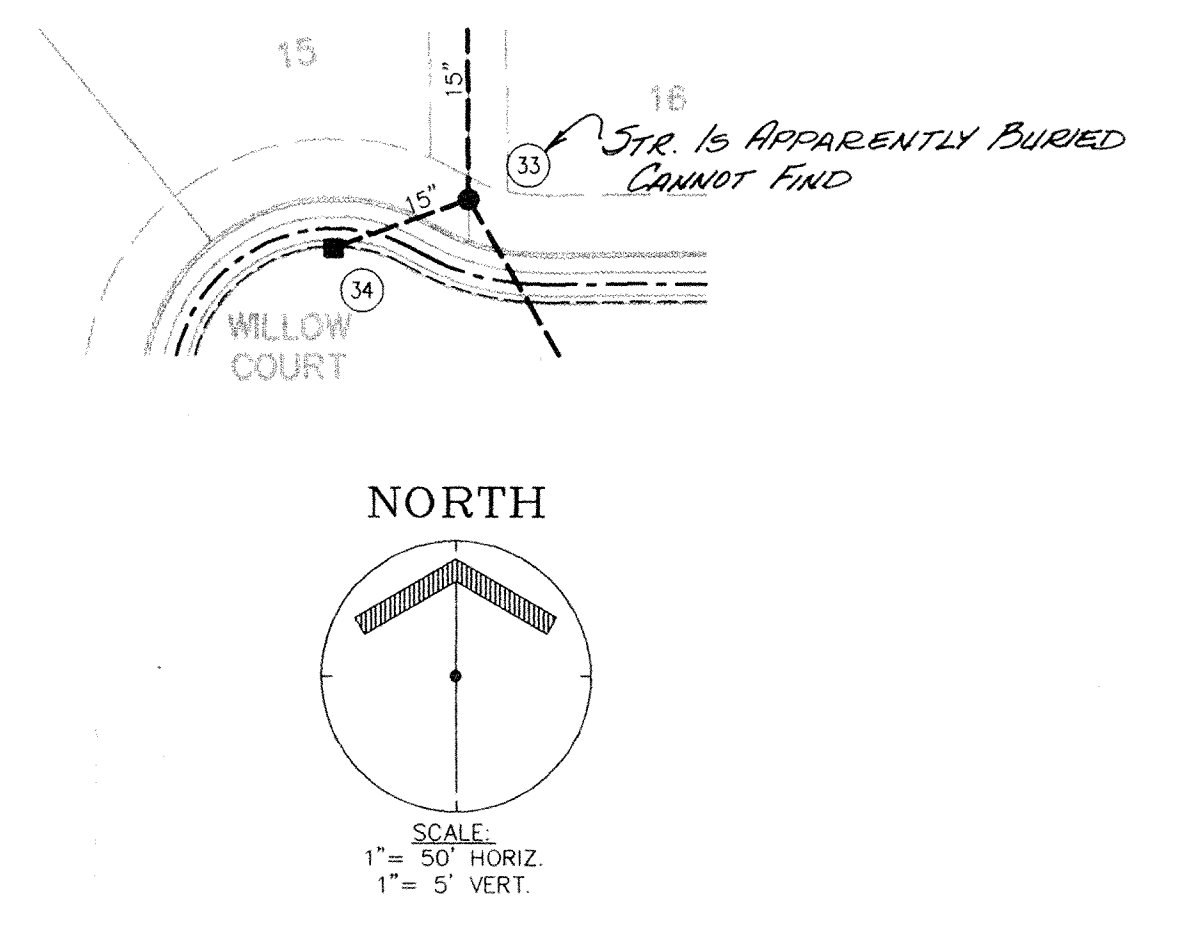 15
15"
16
STR. IS APPARENTLY BURIED
CANNOT FIND
33
15"
34
WILLOW
COURT
NORTH
SCALE:
1"= 50' HORIZ.
1"= 5' VERT.